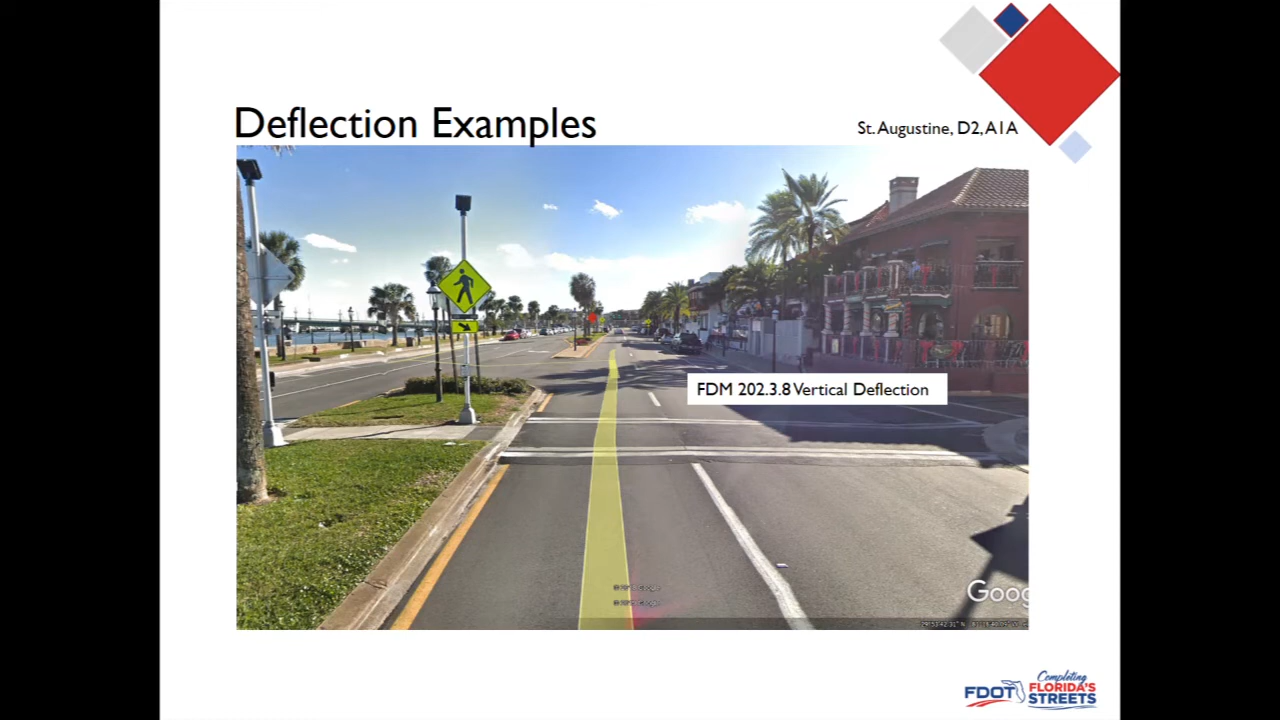 Deflection Examples
St. Augustine, D2, A1A
FDM 202.3.8 Vertical Deflection
Goog
Completing
FDOT FLORIDA'S
STREETS